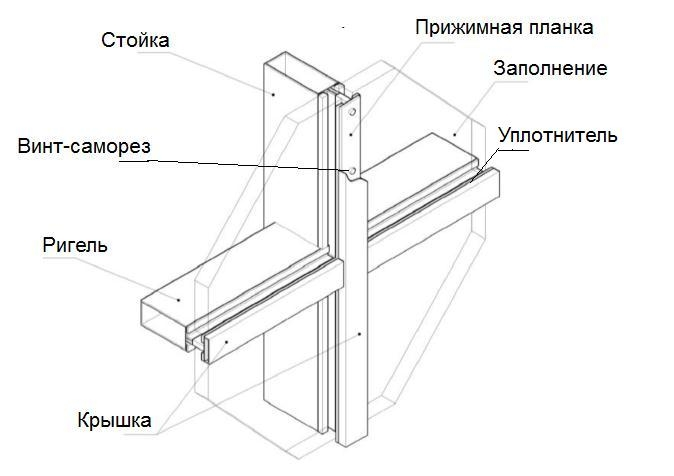 Прижимная планка
Стойка
Заполнение
Уплотнитель
Винт-саморез
Ригель
Крышка